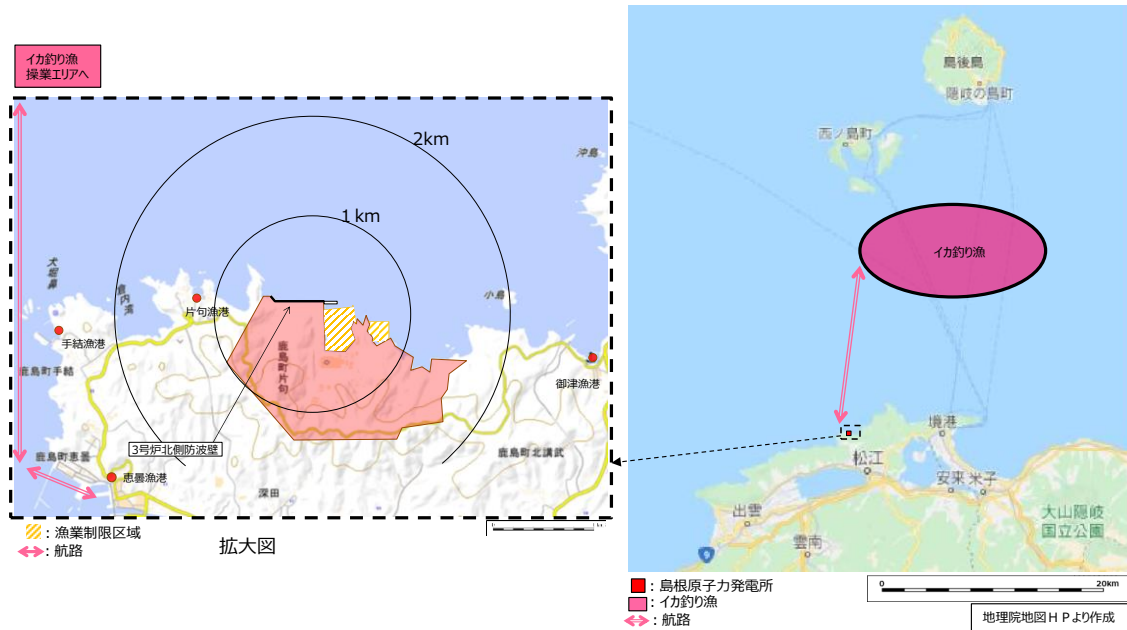 イカ釣り漁
操業エリアへ
2km
1km
沖島
犬堀鼻
片句漁港
小島
手結漁港
鹿島町手結
鹿島町片句
御津漁港
3号炉北側防波壁
鹿島町恵曇
恵曇漁港
鹿島町北講武
深田
：漁業制限区域
：航路
拡大図
島後島
隠岐の島町
西ノ島町
イカ釣り漁
境港
松江
安来
米子
出雲
雲南
大山隠岐
国立公園
9
：島根原子力発電所
：イカ釣り漁
：航路
0
20km
地理院地図ＨＰより作成